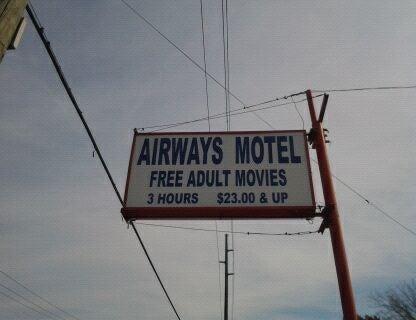 AIRWAYS MOTEL
FREE ADULT MOVIES
3 HOURS $23.00 & UP